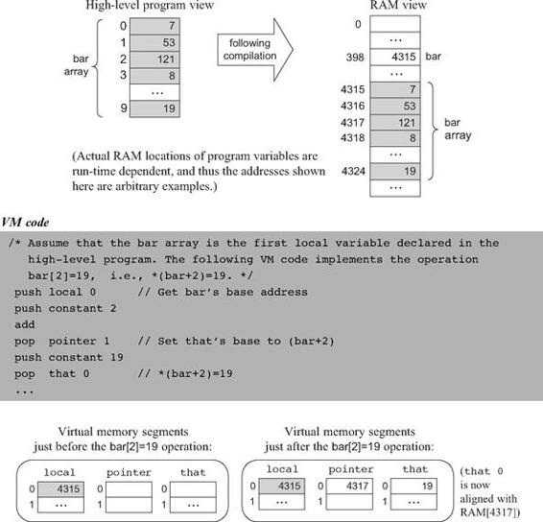 High-level program view
0 7
1 53
2 121
3 8
...
9 19
bar
array
following
compilation
RAM view
0
...
398 4315 bar
...
4315 7
4316 53
4317 121
4318 8
...
4324 19
...
bar
array
(Actual RAM locations of program variables are
run-time dependent, and thus the addresses shown
here are arbitrary examples.)
VM code
/* Assume that the bar array is the first local variable declared in the
high-level program. The following VM code implements the operation
bar[2]=19, i.e., *(bar+2)=19. */
push local 0 // Get bar's base address
push constant 2
add
pop pointer 1 // Set that's base to (bar+2)
push constant 19
pop that 0 // *(bar+2)=19
...
Virtual memory segments
just before the bar[2]=19 operation:
local pointer that
0 4315 0 0
1 ... 1 1 ...
Virtual memory segments
just after the bar[2]=19 operation:
local pointer that
0 4315 0 4317 0 19
1 ... 1 1 ...
(that 0
is now
aligned with
RAM[4317])